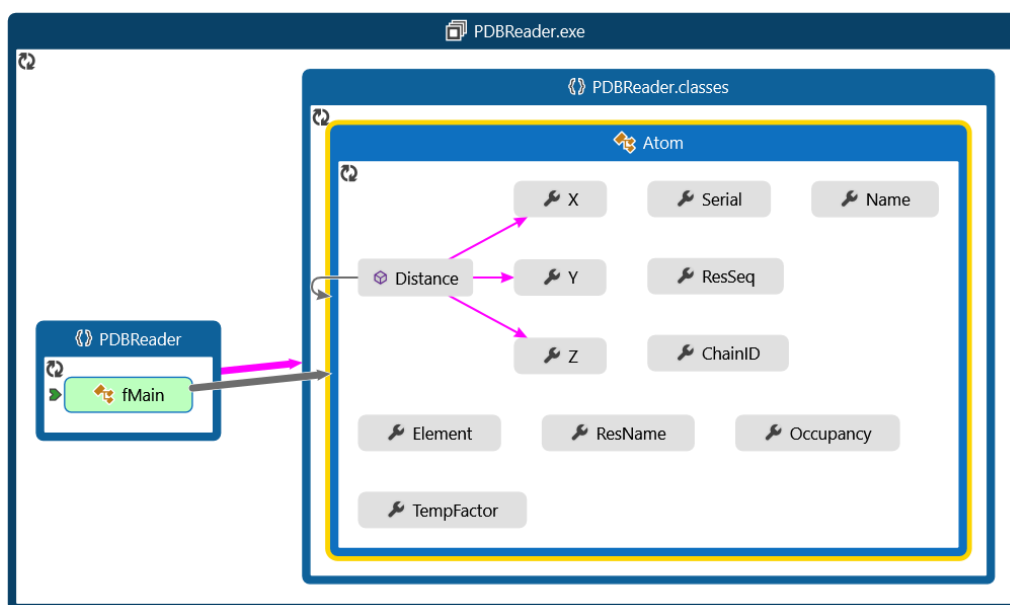 PDBReader.exe
PDBReader.classes
Atom
X
Serial
Name
Distance
Y
ResSeq
PDBReader
Z
ChainID
fMain
Element
ResName
Occupancy
TempFactor